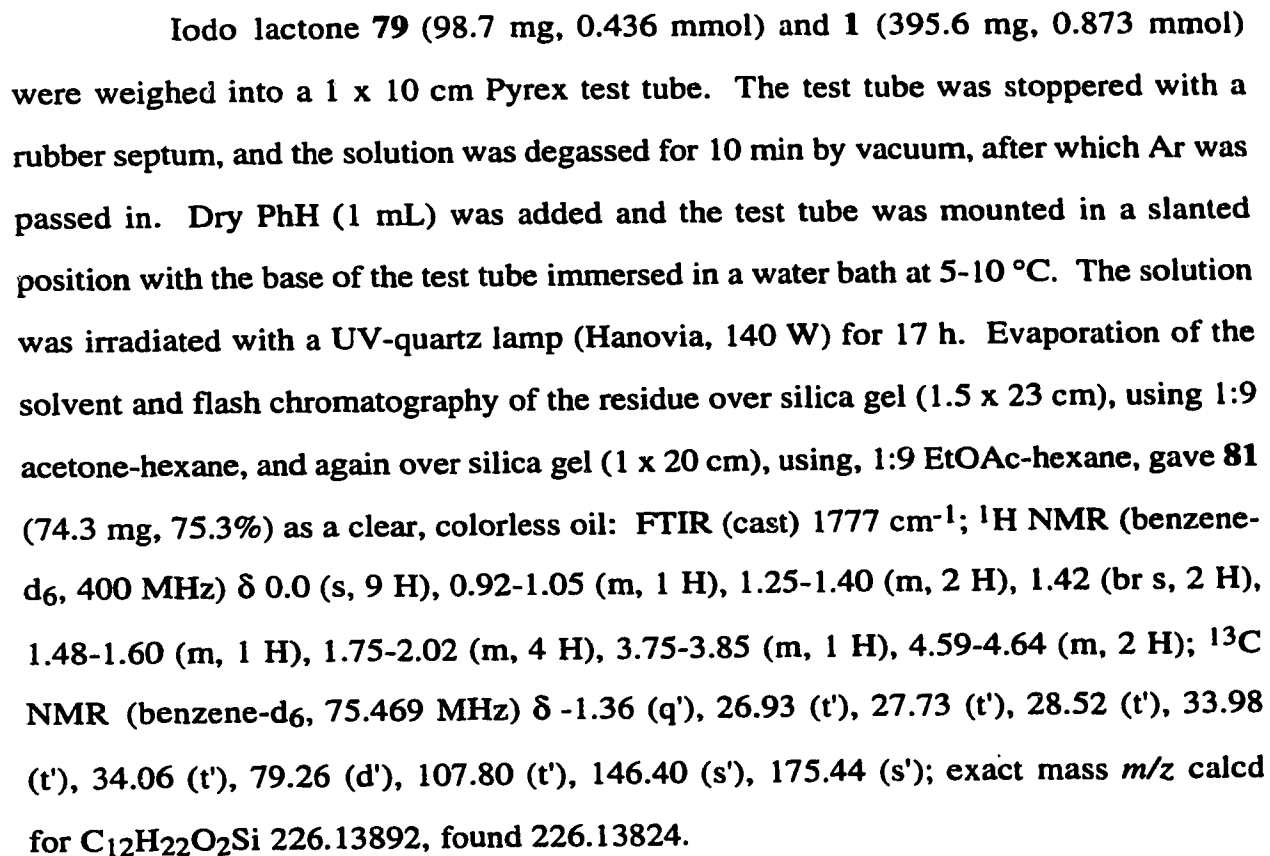 Iodo lactone 79 (98.7 mg, 0.436 mmol) and 1 (395.6 mg, 0.873 mmol)
were weighed into a 1 x 10 cm Pyrex test tube. The test tube was stoppered with a
rubber septum, and the solution was degassed for 10 min by vacuum, after which Ar was
passed in. Dry PhH (1 mL) was added and the test tube was mounted in a slanted
position with the base of the test tube immersed in a water bath at 5-10 °C. The solution
was irradiated with a UV-quartz lamp (Hanovia, 140 W) for 17 h. Evaporation of the
solvent and flash chromatography of the residue over silica gel (1.5 x 23 cm), using 1:9
acetone-hexane, and again over silica gel (1 x 20 cm), using, 1:9 EtOAc-hexane, gave 81
(74.3 mg, 75.3%) as a clear, colorless oil: FTIR (cast) 1777 cm⁻¹; ¹H NMR (benzene-
d₆, 400 MHz) δ 0.0 (s, 9 H), 0.92-1.05 (m, 1 H), 1.25-1.40 (m, 2 H), 1.42 (br s, 2 H),
1.48-1.60 (m, 1 H), 1.75-2.02 (m, 4 H), 3.75-3.85 (m, 1 H), 4.59-4.64 (m, 2 H); ¹³C
NMR (benzene-d₆, 75.469 MHz) δ -1.36 (q'), 26.93 (t'), 27.73 (t'), 28.52 (t'), 33.98
(t'), 34.06 (t'), 79.26 (d'), 107.80 (t'), 146.40 (s'), 175.44 (s'); exact mass m/z calcd
for C₁₂H₂₂O₂Si 226.13892, found 226.13824.